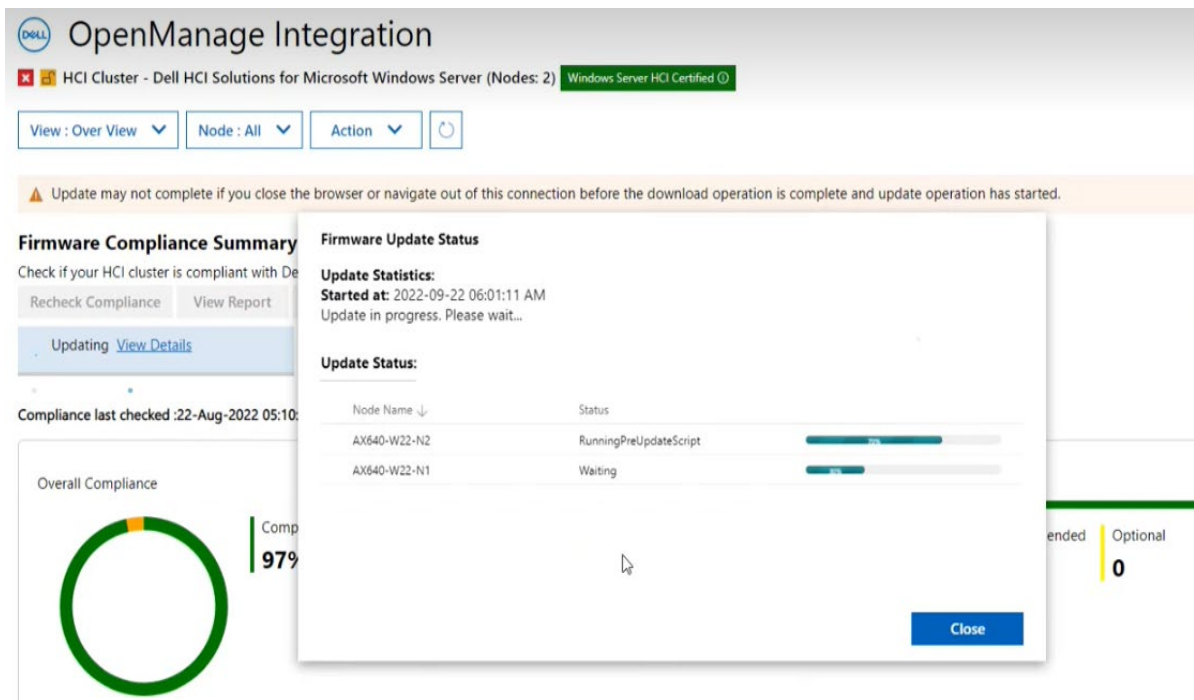 DELL
OpenManage Integration
HCI Cluster - Dell HCI Solutions for Microsoft Windows Server (Nodes: 2) Windows Server HCI Certified
View : Over View
Node : All
Action
Update may not complete if you close the browser or navigate out of this connection before the download operation is complete and update operation has started.
Firmware Compliance Summary
Check if your HCI cluster is compliant with De
Recheck Compliance
View Report
Updating View Details
Compliance last checked :22-Aug-2022 05:10:
Overall Compliance
Comp
97%
Firmware Update Status
Update Statistics:
Started at: 2022-09-22 06:01:11 AM
Update in progress. Please wait...
Update Status:
Node Name Status
AX640-W22-N2 RunningPreUpdateScript 70%
AX640-W22-N1 Waiting 30%
Close
ended
Optional
0